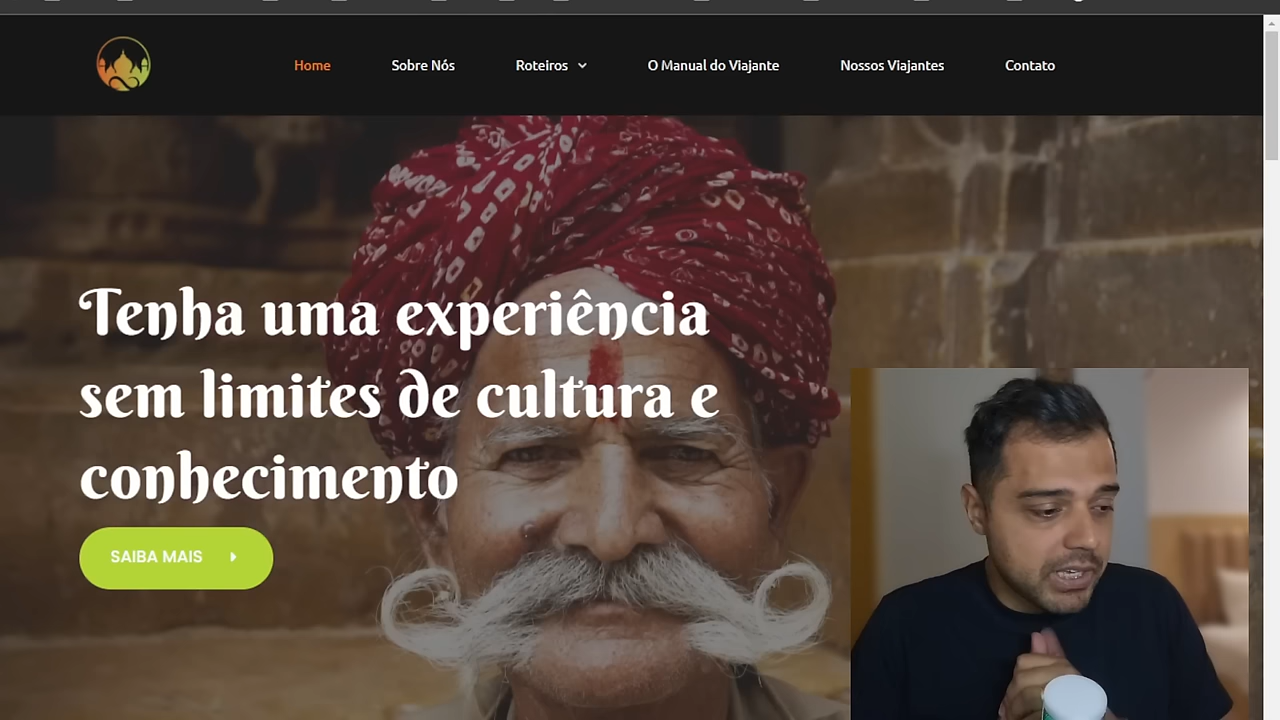 Home
Sobre Nós
Roteiros
O Manual do Viajante
Nossos Viajantes
Contato
Tenha uma experiência
sem limites de cultura e
conhecimento
SAIBA MAIS